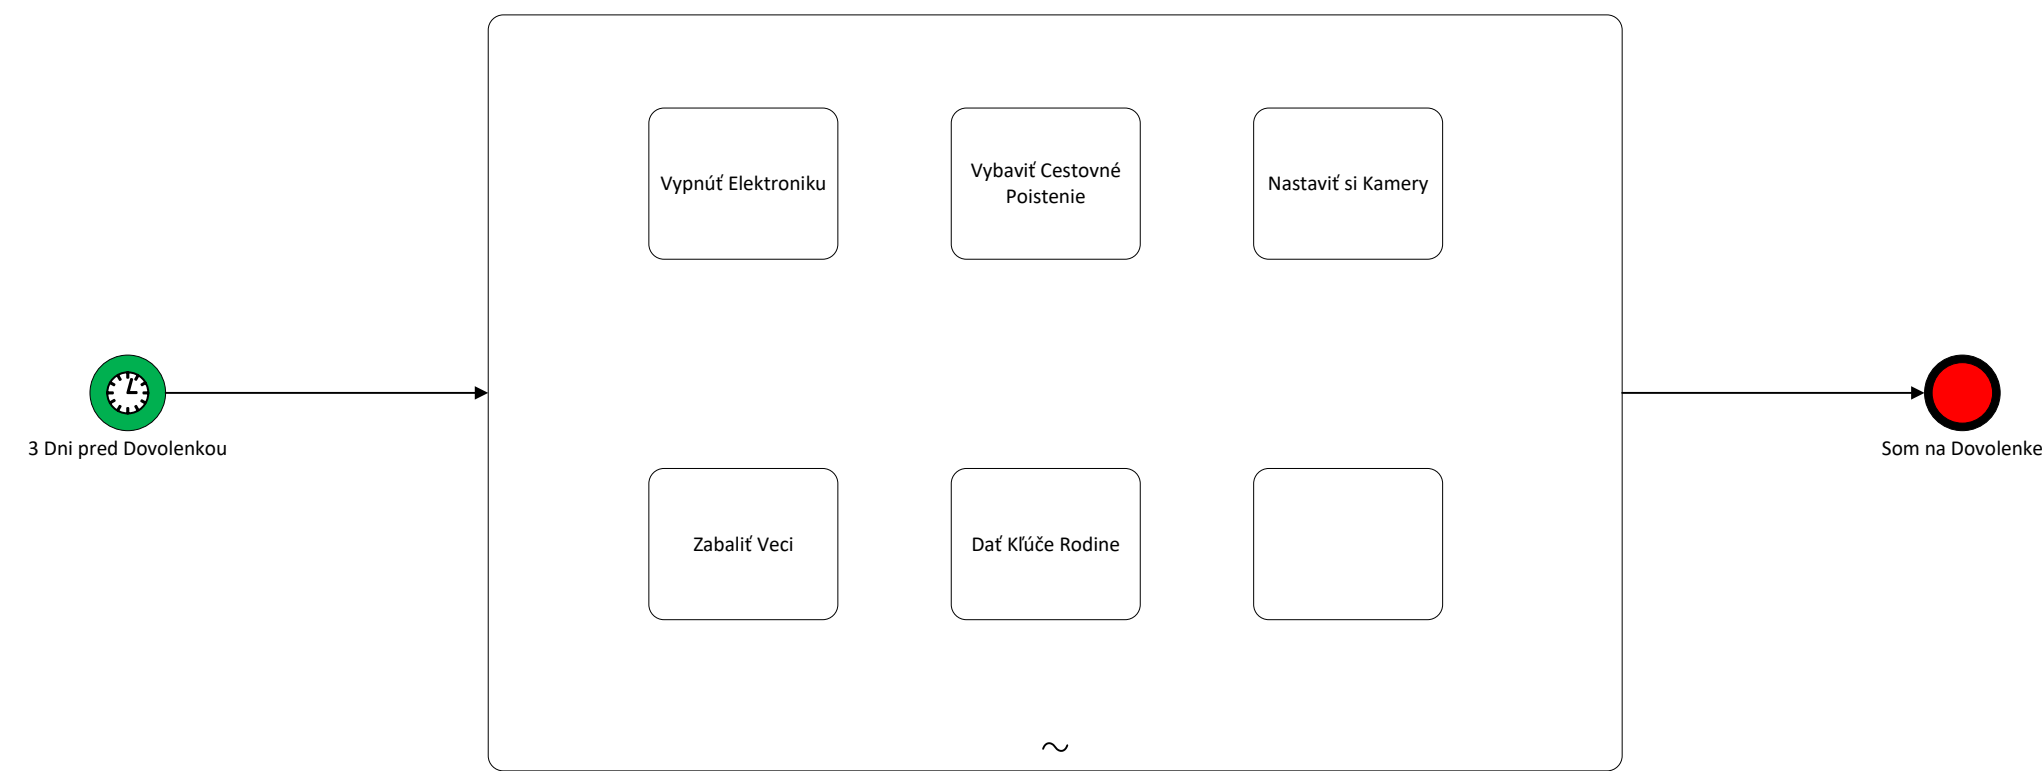 Vypnúť Elektroniku
Vybaviť Cestovné
Poistenie
Nastaviť si Kamery
3 Dni pred Dovolenkou
Som na Dovolenke
Zabaliť Veci
Dať Kľúče Rodine